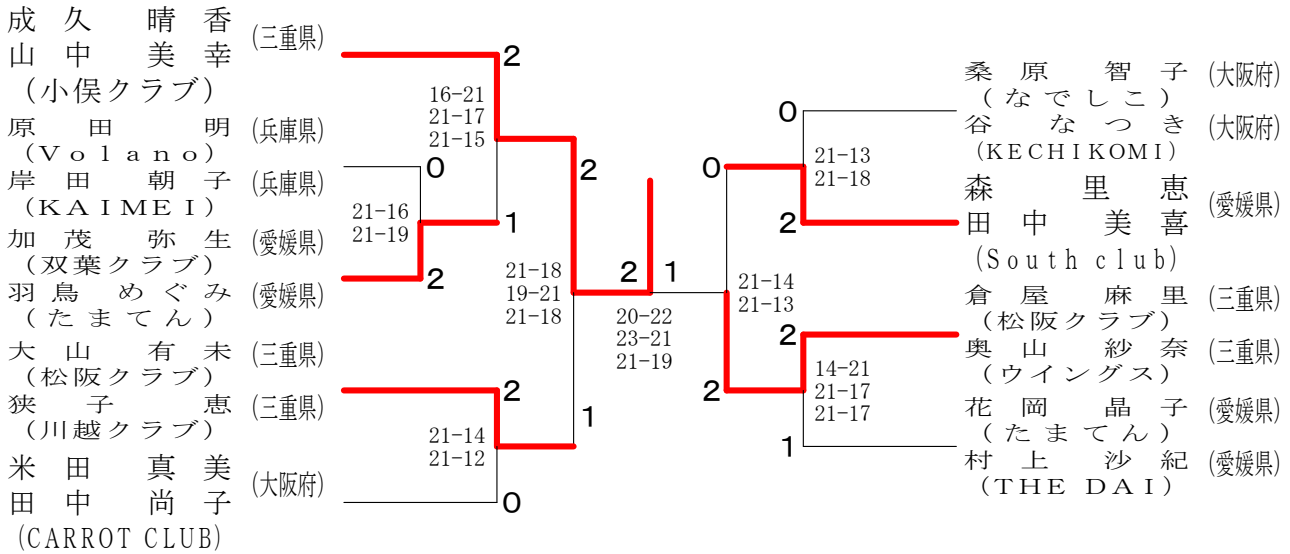 成久 晴香
山中 美幸
(三重県)
(小俣クラブ)
原田 明
(兵庫県)
(Volano)
岸田 朝子
(兵庫県)
(KAIMEI)
加茂 弥生
(愛媛県)
(双葉クラブ)
羽鳥 めぐみ
(愛媛県)
(たまてん)
大山 有未
(三重県)
(松阪クラブ)
狭子 恵
(三重県)
(川越クラブ)
米田 真美
田中 尚子
(大阪府)
(CARROT CLUB)
2
16-21
21-17
21-15
0
21-16
21-19
1
2
2
21-18
19-21
21-18
2
21-14
21-12
1
0
2
1
20-22
23-21
21-19
0
21-14
21-13
2
0
21-13
21-18
2
2
14-21
21-17
21-17
1
桑原 智子
(大阪府)
(なでしこ)
谷 なつき
(大阪府)
(KECHIKOMI)
森 里恵
田中 美喜
(愛媛県)
(South club)
倉屋 麻里
(三重県)
(松阪クラブ)
奥山 紗奈
(三重県)
(ウイングス)
花岡 晶子
(愛媛県)
(たまてん)
村上 沙紀
(愛媛県)
(THE DAI)